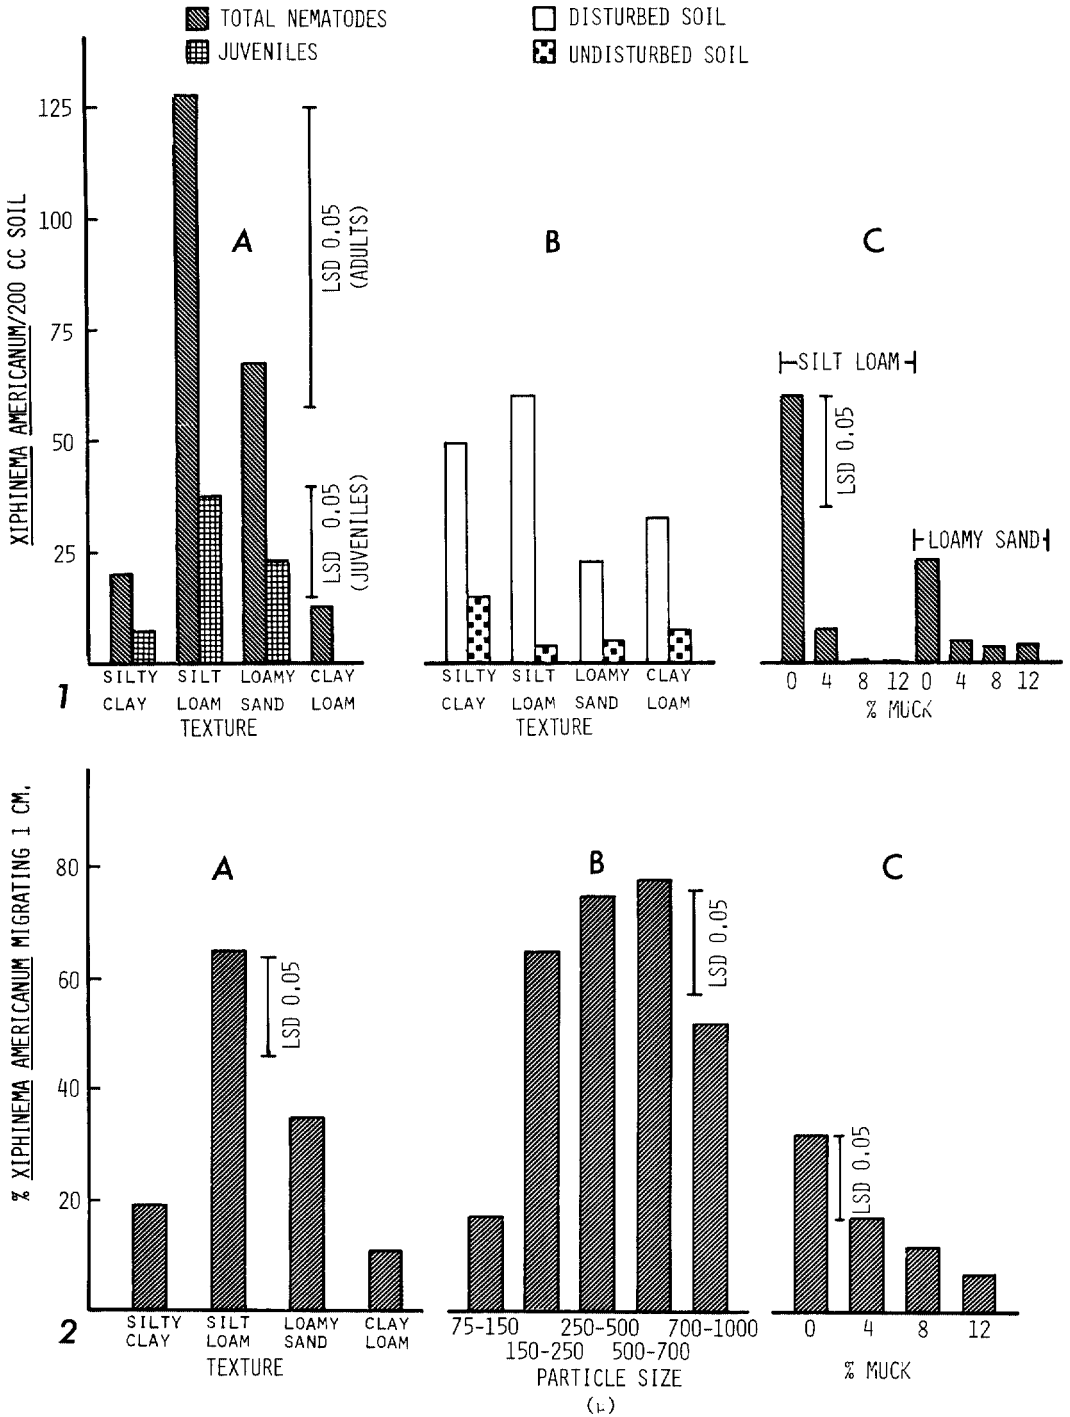 TOTAL NEMATODES
JUVENILES
DISTURBED SOIL
UNDISTURBED SOIL
XIPHINEMA AMERICANUM/200 CC SOIL
125
100
75
50
25
A
LSD 0.05
(ADULTS)
LSD 0.05
(JUVENILES)
SILTY
CLAY
SILT
LOAM
LOAMY
SAND
CLAY
LOAM
TEXTURE
1
B
SILTY
CLAY
SILT
LOAM
LOAMY
SAND
CLAY
LOAM
TEXTURE
C
SILT LOAM
LSD 0.05
LOAMY SAND
0 4 8 12 0 4 8 12
% MUCK
% XIPHINEMA AMERICANUM MIGRATING 1 CM.
80
60
40
20
A
LSD 0.05
SILTY
CLAY
SILT
LOAM
LOAMY
SAND
CLAY
LOAM
TEXTURE
2
B
LSD 0.05
75-150 250-500 700-1000
150-250 500-700
PARTICLE SIZE
(μ)
C
LSD 0.05
0 4 8 12
% MUCK